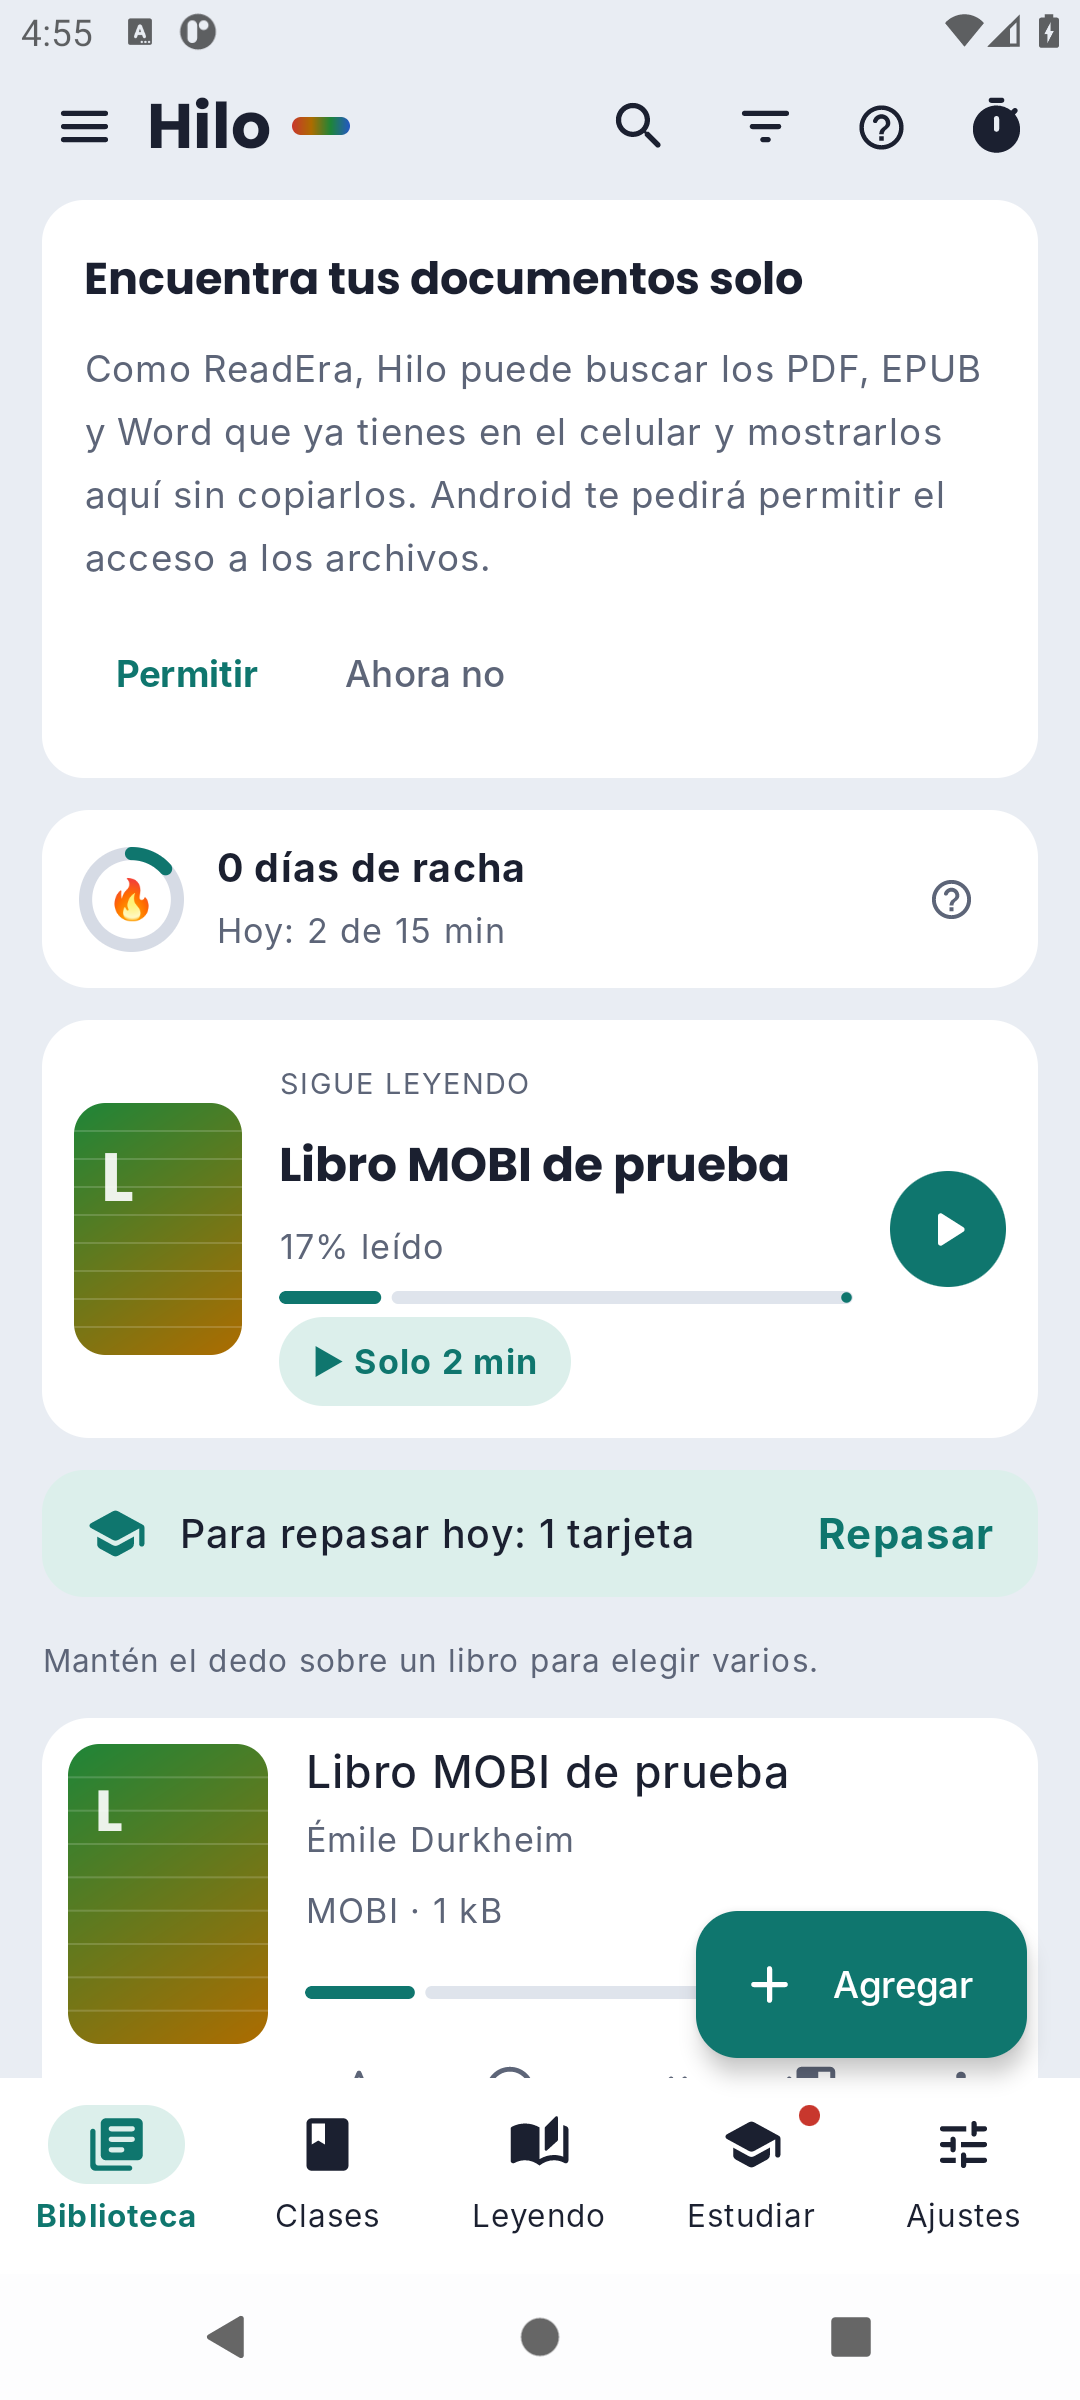 4:55
Hilo
Encuentra tus documentos solo
Como ReadEra, Hilo puede buscar los PDF, EPUB
y Word que ya tienes en el celular y mostrarlos
aquí sin copiarlos. Android te pedirá permitir el
acceso a los archivos.
Permitir Ahora no
0 días de racha
Hoy: 2 de 15 min
SIGUE LEYENDO
L
Libro MOBI de prueba
17% leído
Solo 2 min
Para repasar hoy: 1 tarjeta Repasar
Mantén el dedo sobre un libro para elegir varios.
L
Libro MOBI de prueba
Émile Durkheim
MOBI · 1 kB
Agregar
Biblioteca Clases Leyendo Estudiar Ajustes